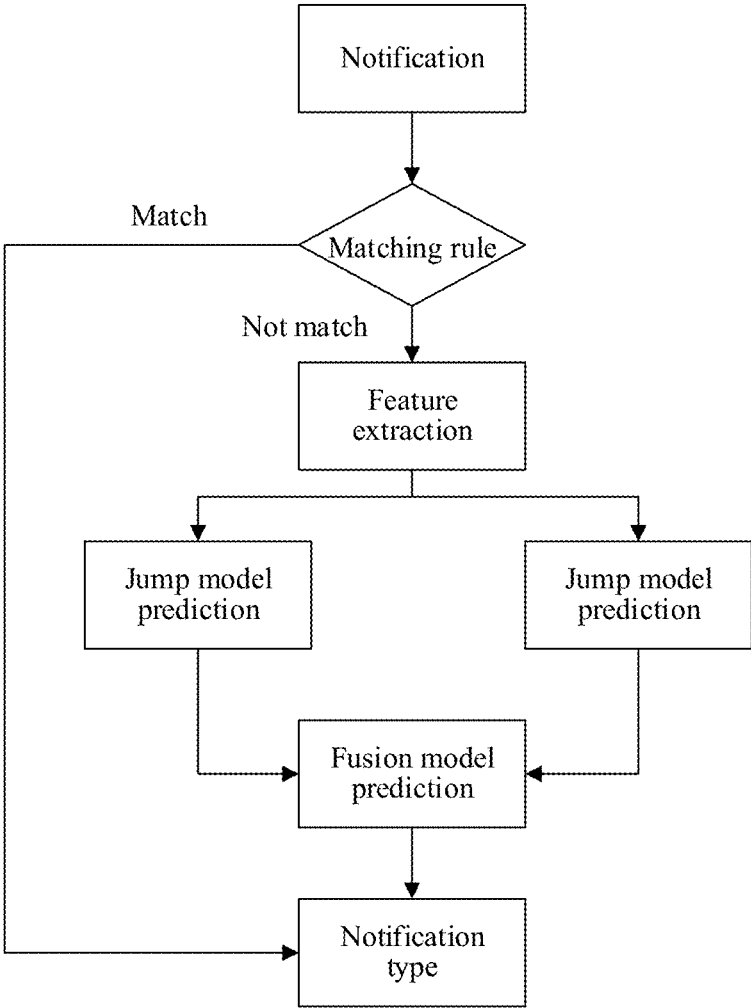 Notification
Match
Matching rule
Not match
Feature
extraction
Jump model
prediction
Jump model
prediction
Fusion model
prediction
Notification
type